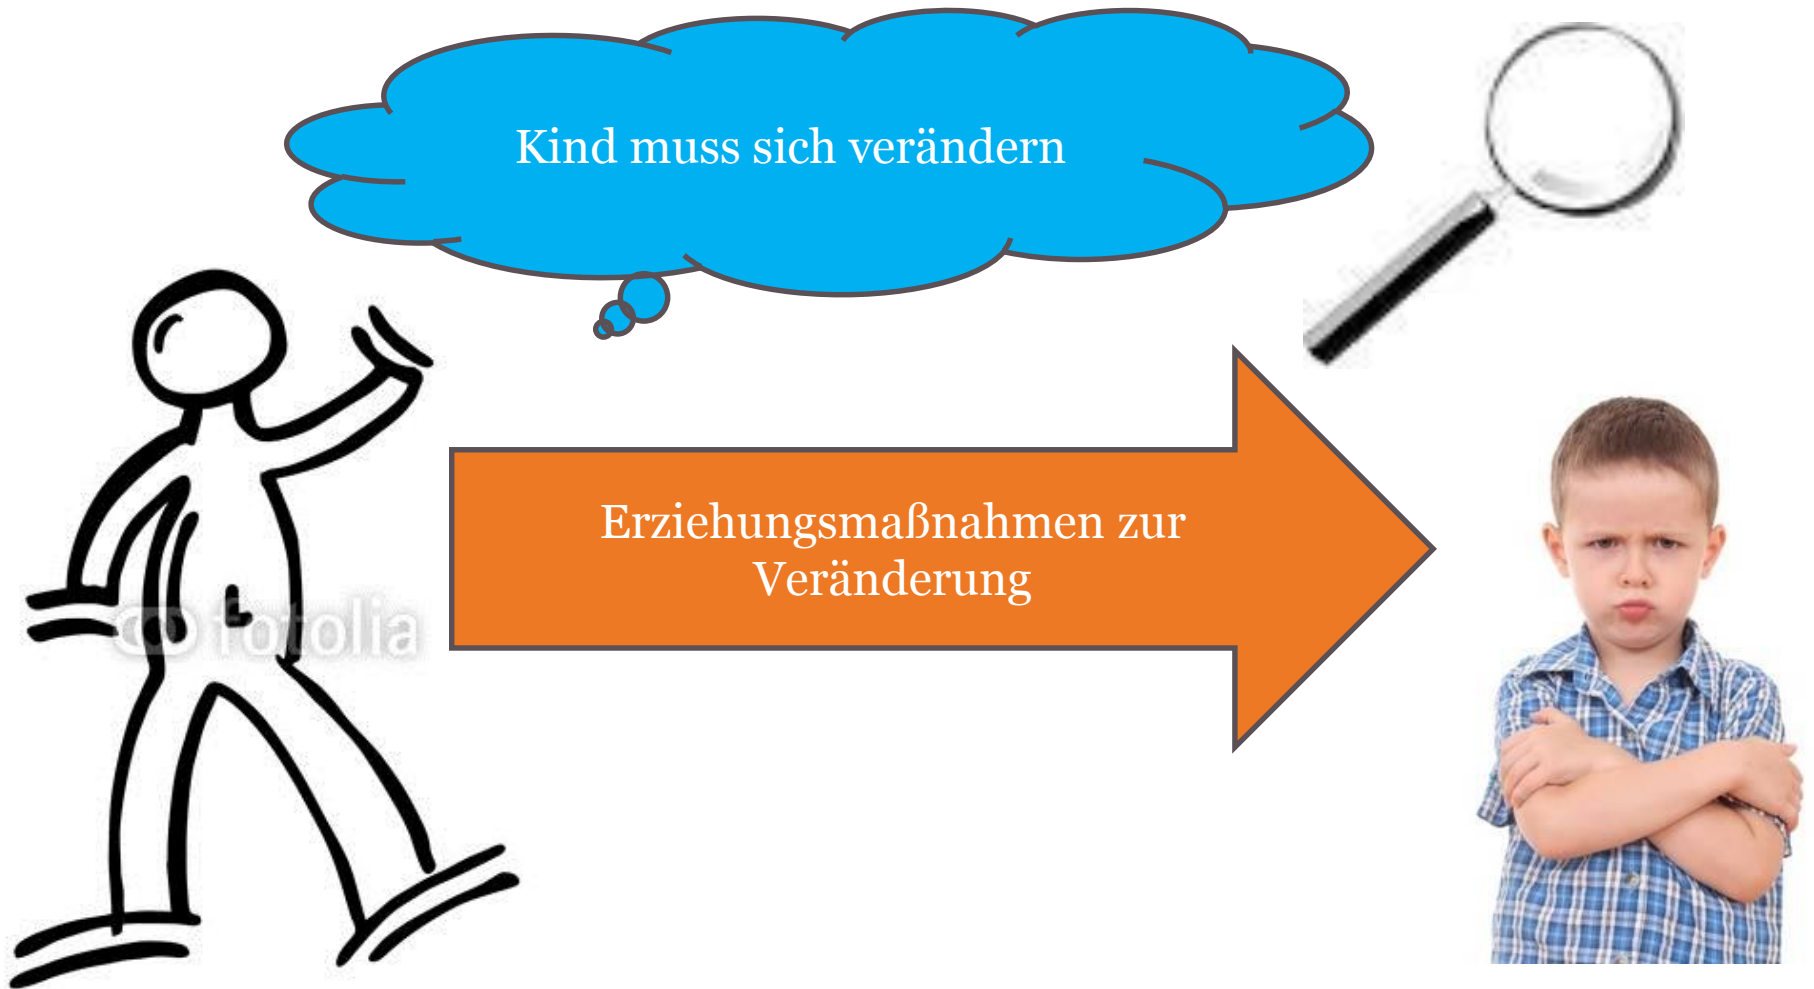 Kind muss sich verändern
Erziehungsmaßnahmen zur
Veränderung
fotolia